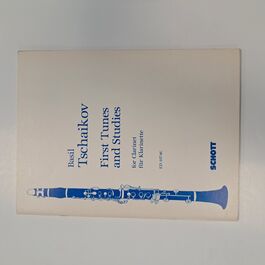 Basil
Tschaikov
First Tunes
and Studies
for Clarinet
für Klarinette
SCHOTT